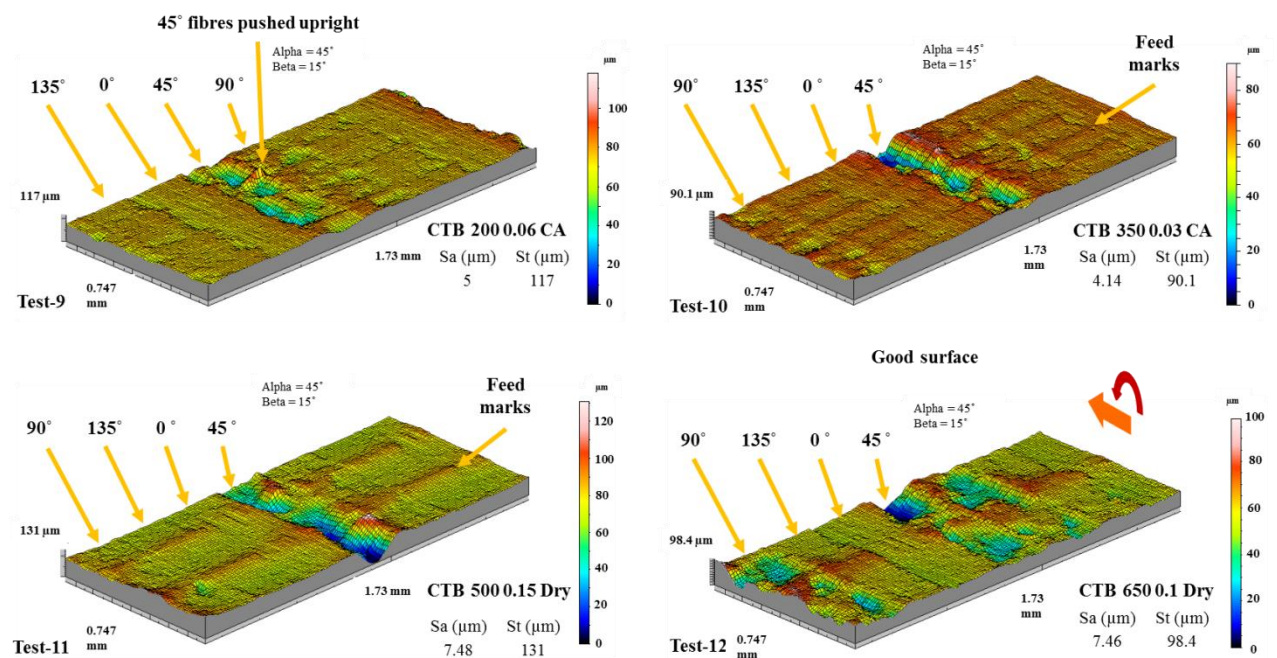 45° fibres pushed upright
Alpha = 45°
Beta = 15°
135°
0°
45°
90°
µm
100
80
60
40
20
0
117 µm
CTB 200 0.06 CA
1.73 mm
Sa (µm) St (µm)
5 117
0.747
mm
Test-9
Alpha = 45°
Beta = 15°
Feed
marks
90°
135°
0°
45°
µm
80
60
40
20
0
90.1 µm
1.73
mm
CTB 350 0.03 CA
Sa (µm) St (µm)
4.14 90.1
0.747
mm
Test-10
Alpha = 45°
Beta = 15°
Feed
marks
90°
135°
0°
45°
µm
120
100
80
60
40
20
0
131 µm
1.73 mm
CTB 500 0.15 Dry
Sa (µm) St (µm)
7.48 131
0.747
mm
Test-11
Good surface
Alpha = 45°
Beta = 15°
90°
135°
0°
45°
µm
100
80
60
40
20
0
98.4 µm
1.73
mm
CTB 650 0.1 Dry
Sa (µm) St (µm)
7.46 98.4
0.747
mm
Test-12